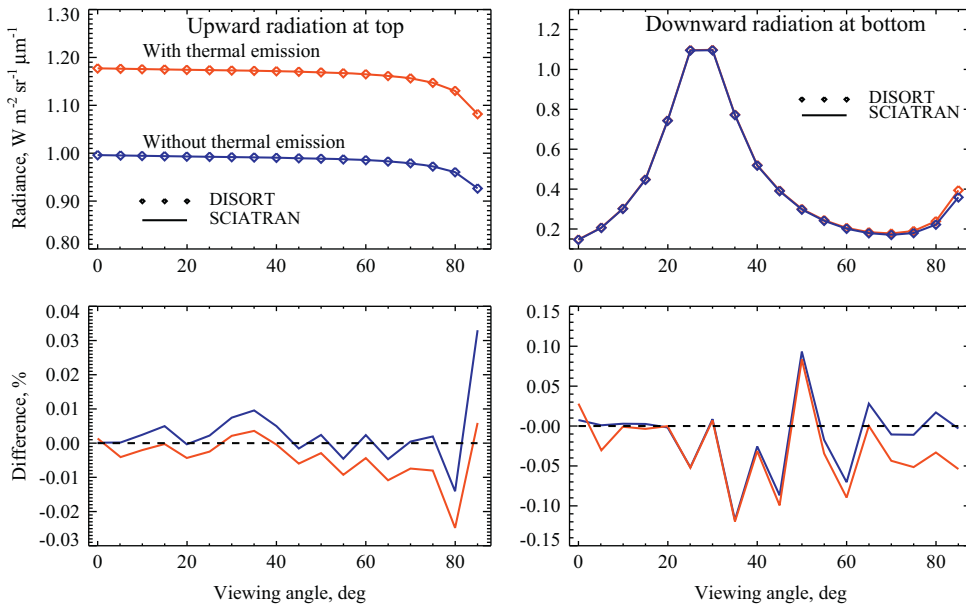 Upward radiation at top
With thermal emission
Without thermal emission
DISORT
SCIATRAN
Radiance, W m⁻² sr⁻¹ µm⁻¹
1.30
1.20
1.10
1.00
0.90
0.80
0 20 40 60 80
Downward radiation at bottom
DISORT
SCIATRAN
1.2
1.0
0.8
0.6
0.4
0.2
0 20 40 60 80
Difference, %
0.04
0.03
0.02
0.01
0.00
-0.01
-0.02
-0.03
0 20 40 60 80
Viewing angle, deg
0.15
0.10
0.05
-0.00
-0.05
-0.10
-0.15
0 20 40 60 80
Viewing angle, deg